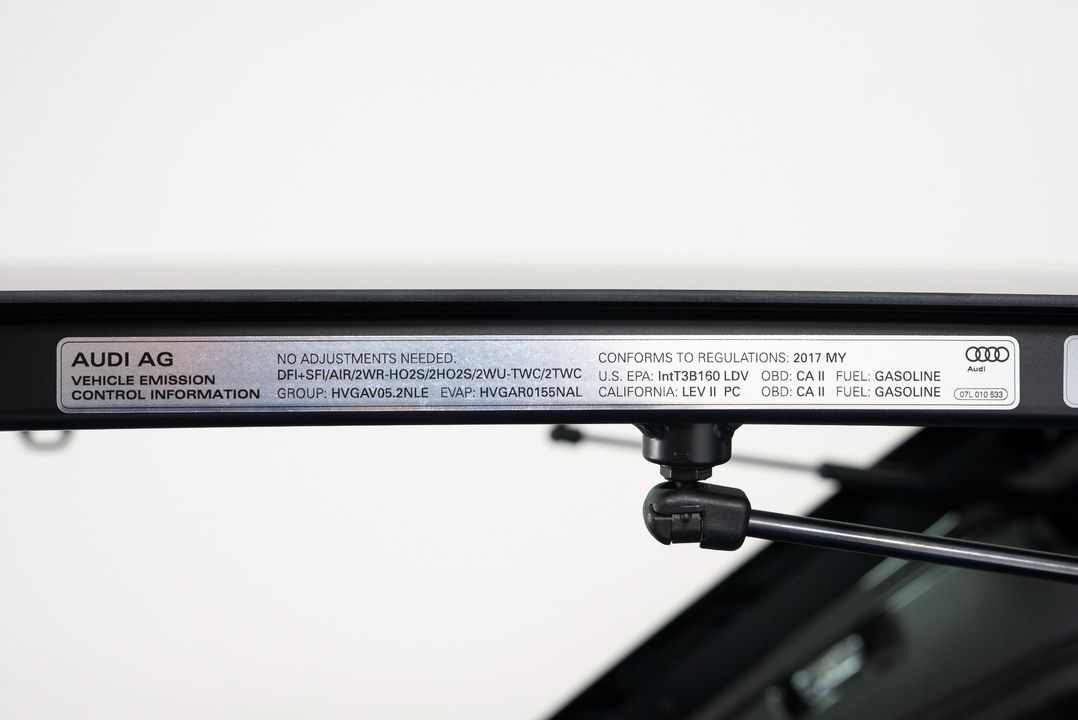 AUDI AG
VEHICLE EMISSION
CONTROL INFORMATION
NO ADJUSTMENTS NEEDED.
DFI+SFI/AIR/2WR-HO2S/2HO2S/2WU-TWC/2TWC
GROUP: HVGAV05.2NLE EVAP: HVGAR0155NAL
CONFORMS TO REGULATIONS: 2017 MY
U.S. EPA: IntT3B160 LDV OBD: CA II FUEL: GASOLINE
CALIFORNIA: LEV II PC OBD: CA II FUEL: GASOLINE
Audi
07L 010 533